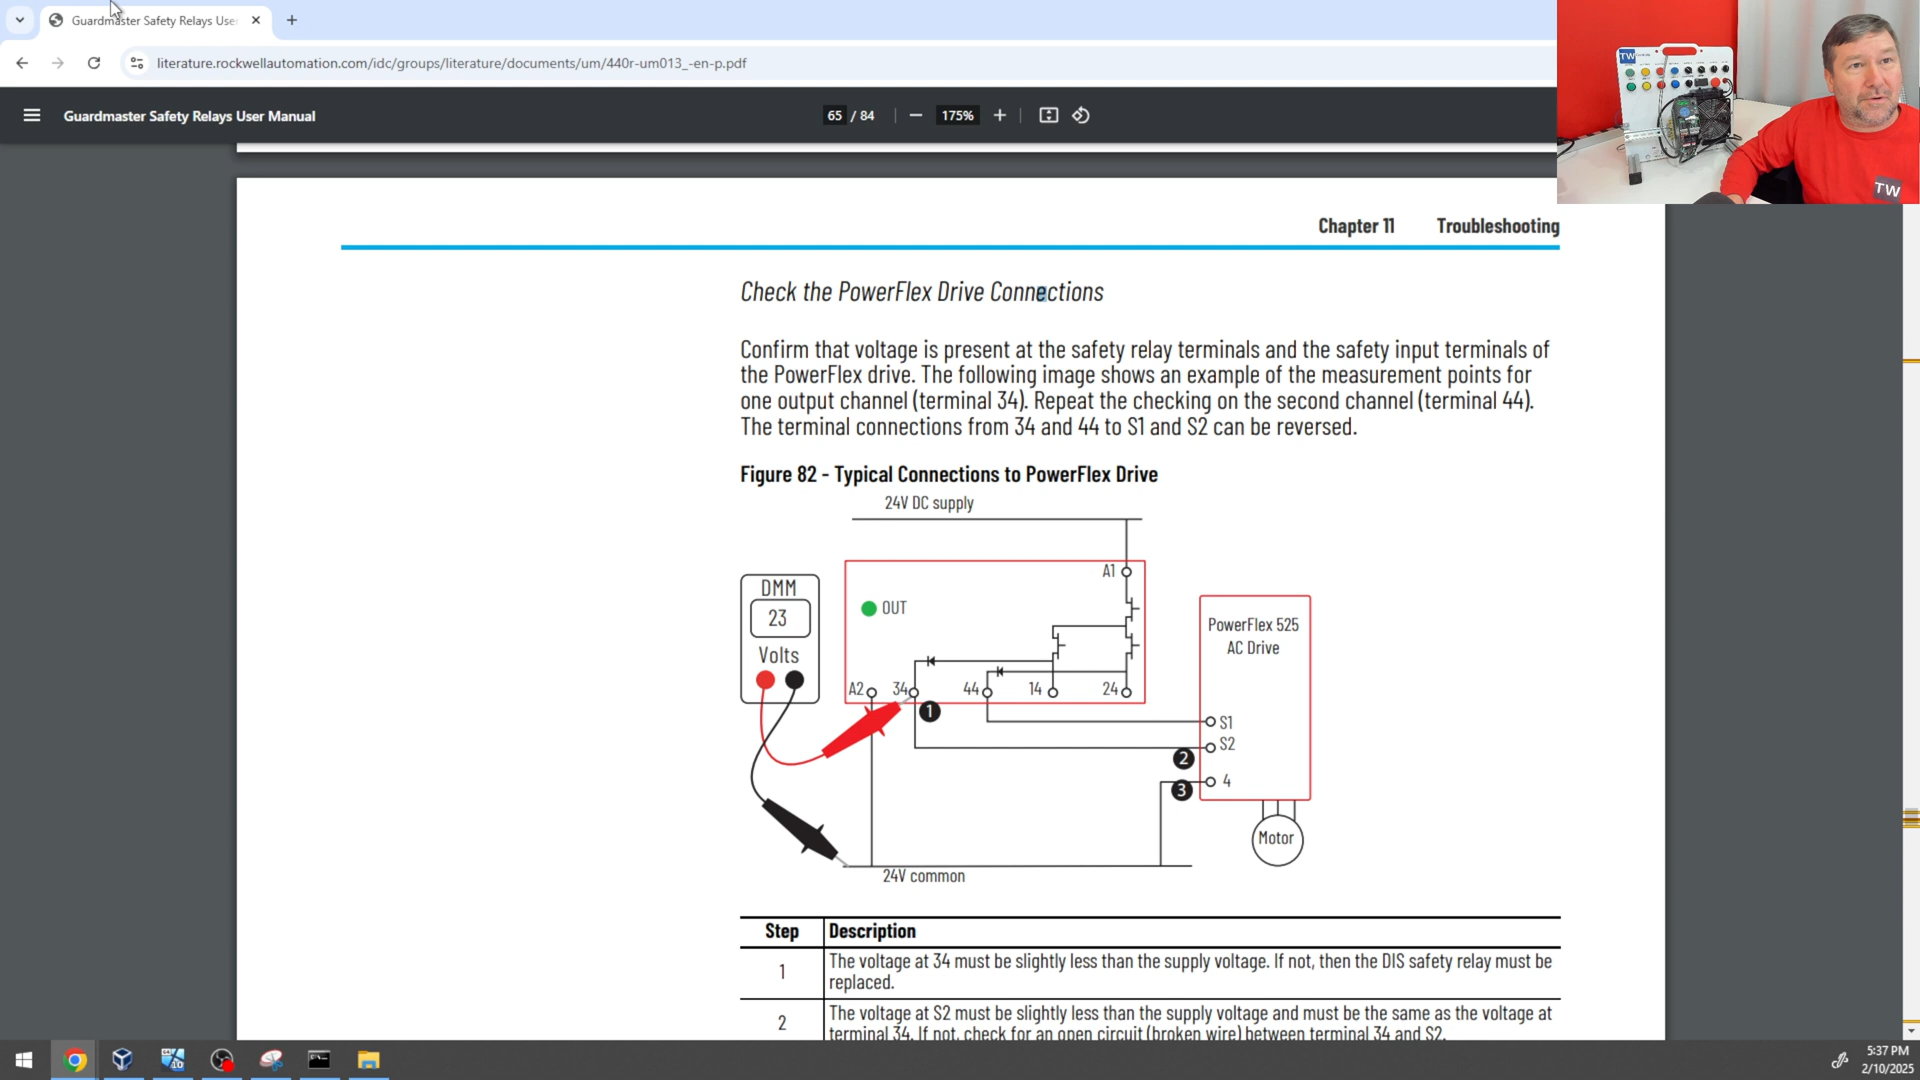 Guardmaster Safety Relays Use
literature.rockwellautomation.com/idc/groups/literature/documents/um/440r-um013_-en-p.pdf
Guardmaster Safety Relays User Manual
65 / 84
175%
TW
TW
Chapter 11 Troubleshooting
Check the PowerFlex Drive Connections
Confirm that voltage is present at the safety relay terminals and the safety input terminals of
the PowerFlex drive. The following image shows an example of the measurement points for
one output channel (terminal 34). Repeat the checking on the second channel (terminal 44).
The terminal connections from 34 and 44 to S1 and S2 can be reversed.
Figure 82 - Typical Connections to PowerFlex Drive
24V DC supply
DMM
23
Volts
OUT
A1
A2 34 44 14 24
1
PowerFlex 525
AC Drive
S1
S2
2
4
3
Motor
24V common
Step Description
1 The voltage at 34 must be slightly less than the supply voltage. If not, then the DIS safety relay must be
replaced.
2 The voltage at S2 must be slightly less than the supply voltage and must be the same as the voltage at
terminal 34. If not, check for an open circuit (broken wire) between terminal 34 and S2.
10
5:37 PM
2/10/2025